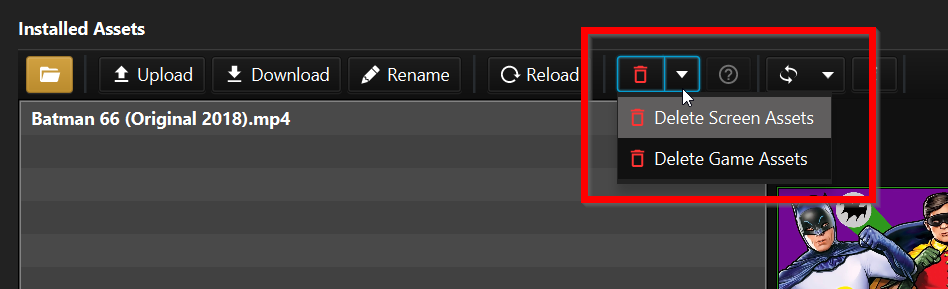 Installed Assets
Upload Download Rename Reload
Batman 66 (Original 2018).mp4
Delete Screen Assets
Delete Game Assets